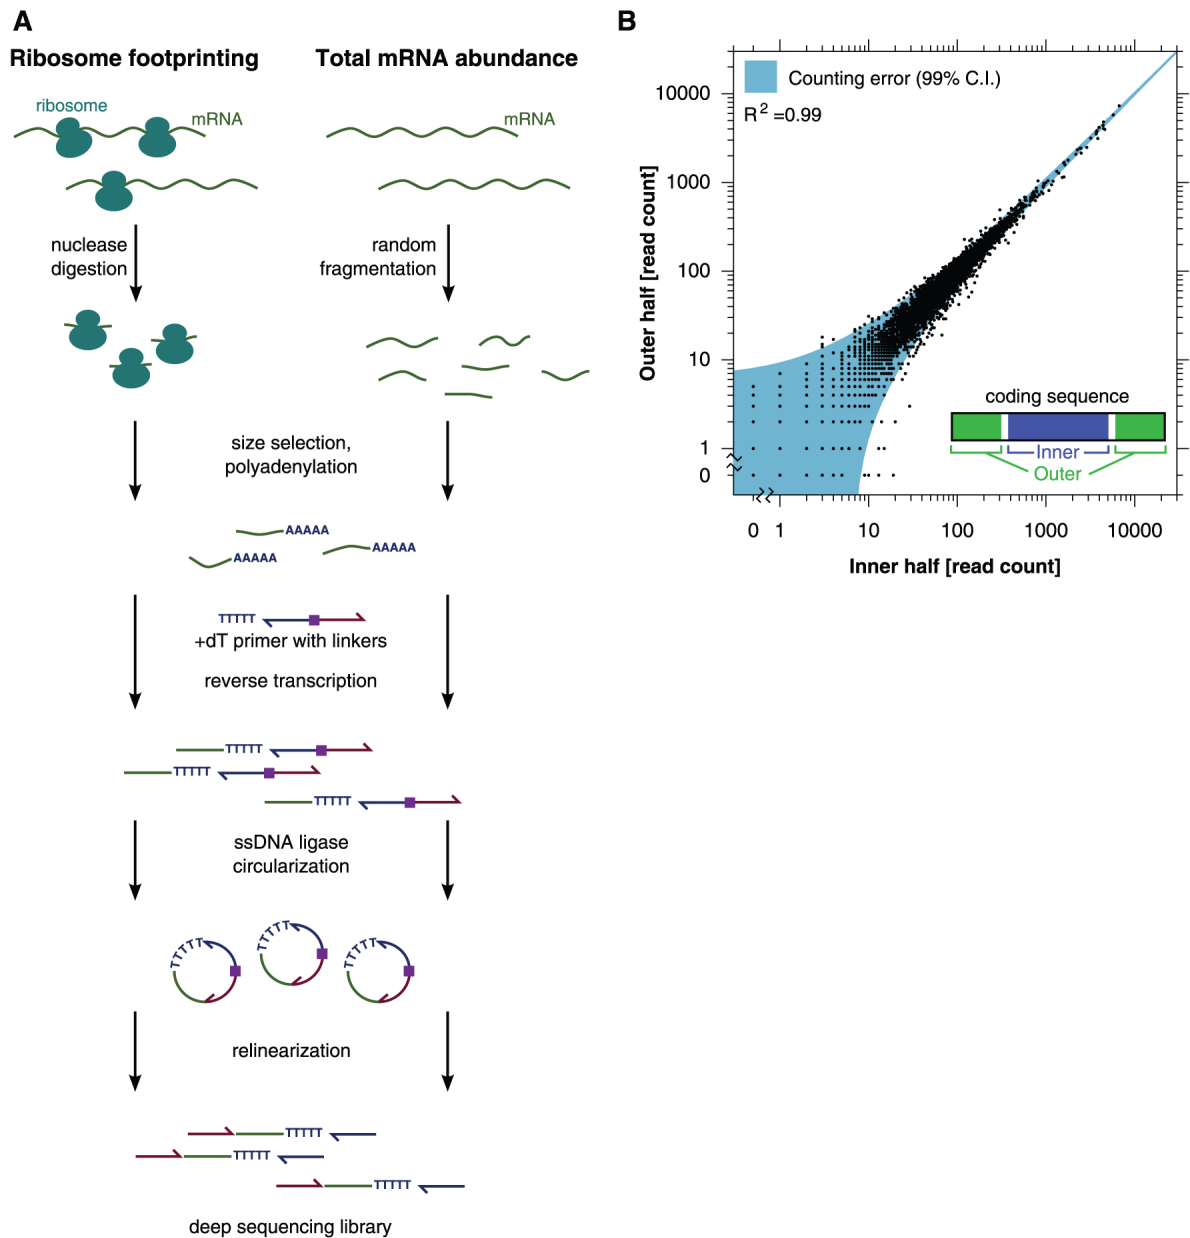 A
Ribosome footprinting
Total mRNA abundance
ribosome
mRNA
mRNA
nuclease
digestion
random
fragmentation
size selection,
polyadenylation
AAAAA
AAAAA
AAAAA
TTTTT
+dT primer with linkers
reverse transcription
TTTTT
TTTTT
TTTTT
ssDNA ligase
circularization
TTTTT
TTTTT
TTTTT
relinearization
TTTTT
TTTTT
TTTTT
deep sequencing library
B
Counting error (99% C.I.)
R² =0.99
Outer half [read count]
10000
1000
100
10
1
0
coding sequence
Inner
Outer
0 1 10 100 1000 10000
Inner half [read count]